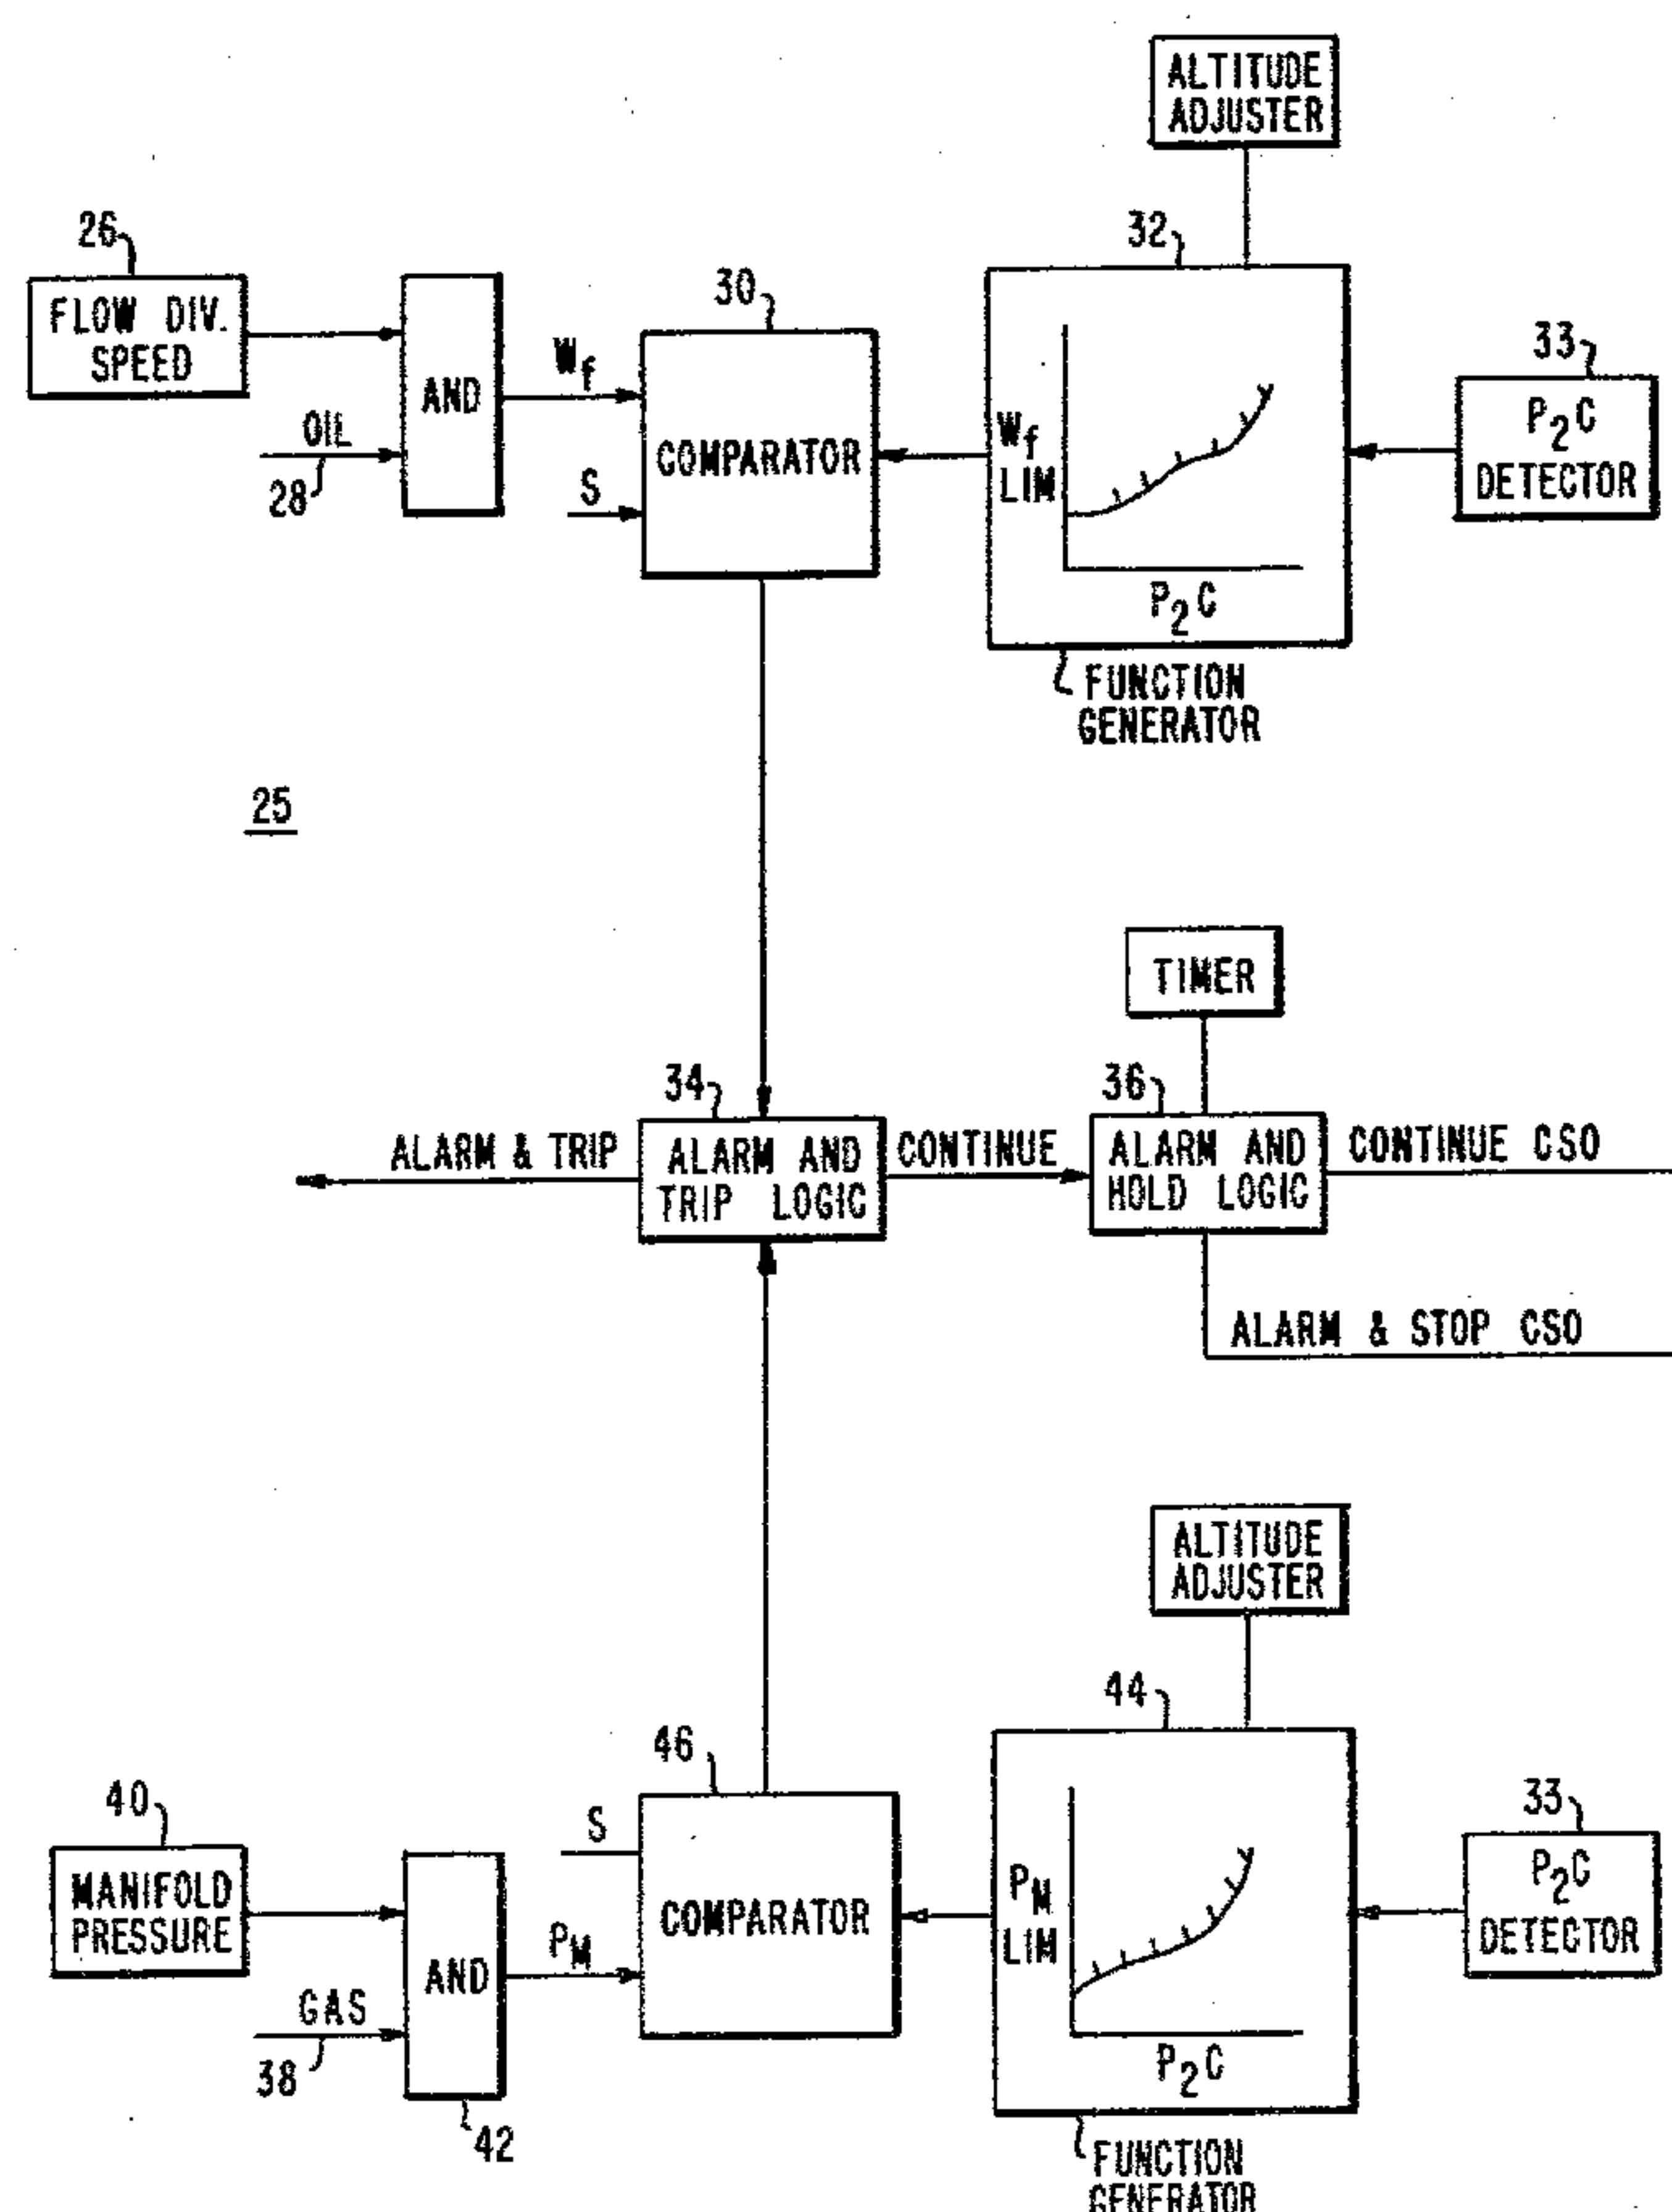 ALTITUDE
ADJUSTER
26
32
FLOW DIV.
SPEED
30
33
AND
Wf
COMPARATOR
Wf
LIM
P2C
DETECTOR
OIL
28
S
P2C
FUNCTION
GENERATOR
25
TIMER
34
36
ALARM & TRIP
ALARM AND
TRIP LOGIC
CONTINUE
ALARM AND
HOLD LOGIC
CONTINUE CSO
ALARM & STOP CSO
ALTITUDE
ADJUSTER
44
46
40
33
MANIFOLD
PRESSURE
S
COMPARATOR
PM
LIM
P2C
DETECTOR
AND
PM
GAS
38
P2C
42
FUNCTION
GENERATOR